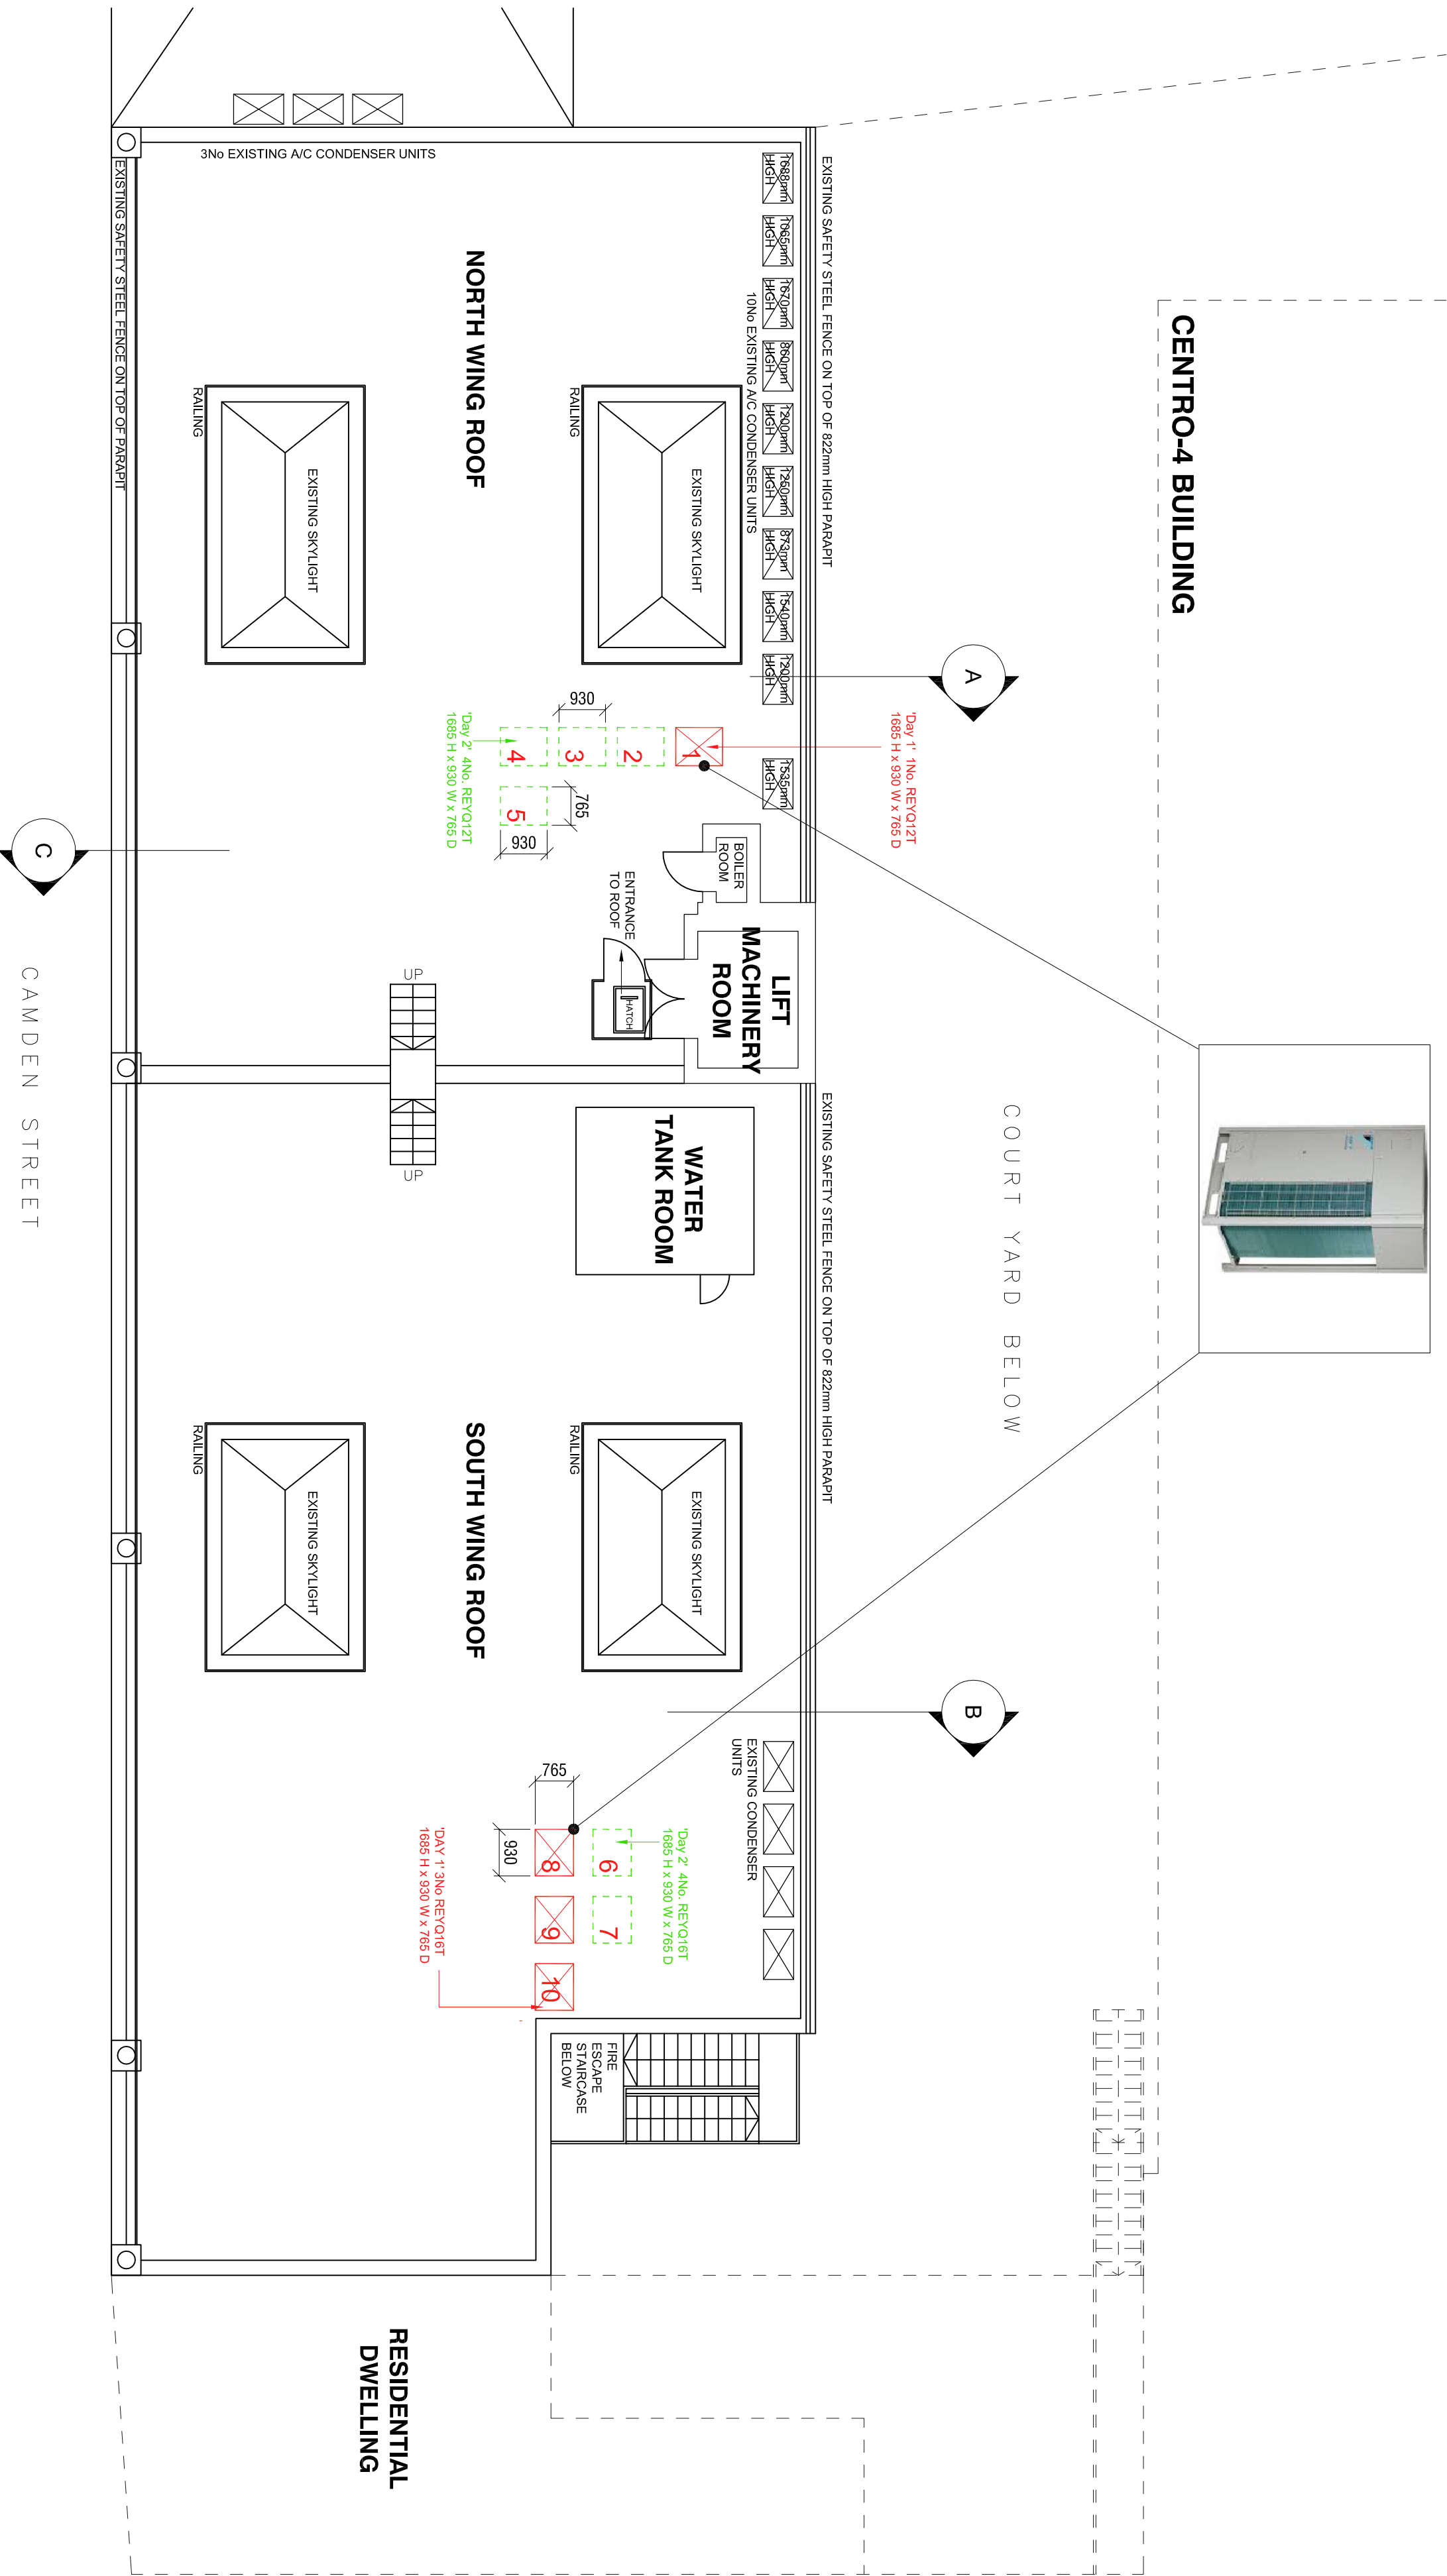 CENTRO-4 BUILDING
COURT YARD BELOW
A
B
'Day 1' 1No. REYQ12T
1685 H x 930 W x 765 D
EXISTING SAFETY STEEL FENCE ON TOP OF 822mm HIGH PARAPIT
EXISTING SAFETY STEEL FENCE ON TOP OF 822mm HIGH PARAPIT
1688mm
HIGH
1065mm
HIGH
1670mm
HIGH
860mm
HIGH
1200mm
HIGH
1250mm
HIGH
873mm
HIGH
1540mm
HIGH
1200mm
HIGH
1535mm
HIGH
10No EXISTING A/C CONDENSER UNITS
LIFT
MACHINERY
ROOM
BOILER
ROOM
EXISTING CONDENSER
UNITS
EXISTING SKYLIGHT
RAILING
1
2
3
4
5
930
765
930
'Day 2' 4No. REYQ12T
1685 H x 930 W x 765 D
ENTRANCE
TO ROOF
HATCH
WATER
TANK ROOM
EXISTING SKYLIGHT
RAILING
'Day 2' 4No. REYQ16T
1685 H x 930 W x 765 D
6
7
8
9
10
765
930
'DAY 1' 3No REYQ16T
1685 H x 930 W x 765 D
FIRE
ESCAPE
STAIRCASE
BELOW
NORTH WING ROOF
SOUTH WING ROOF
UP
UP
3No EXISTING A/C CONDENSER UNITS
EXISTING SKYLIGHT
RAILING
EXISTING SKYLIGHT
RAILING
RESIDENTIAL
DWELLING
EXISTING SAFETY STEEL FENCE ON TOP OF PARAPIT
C
CAMDEN STREET